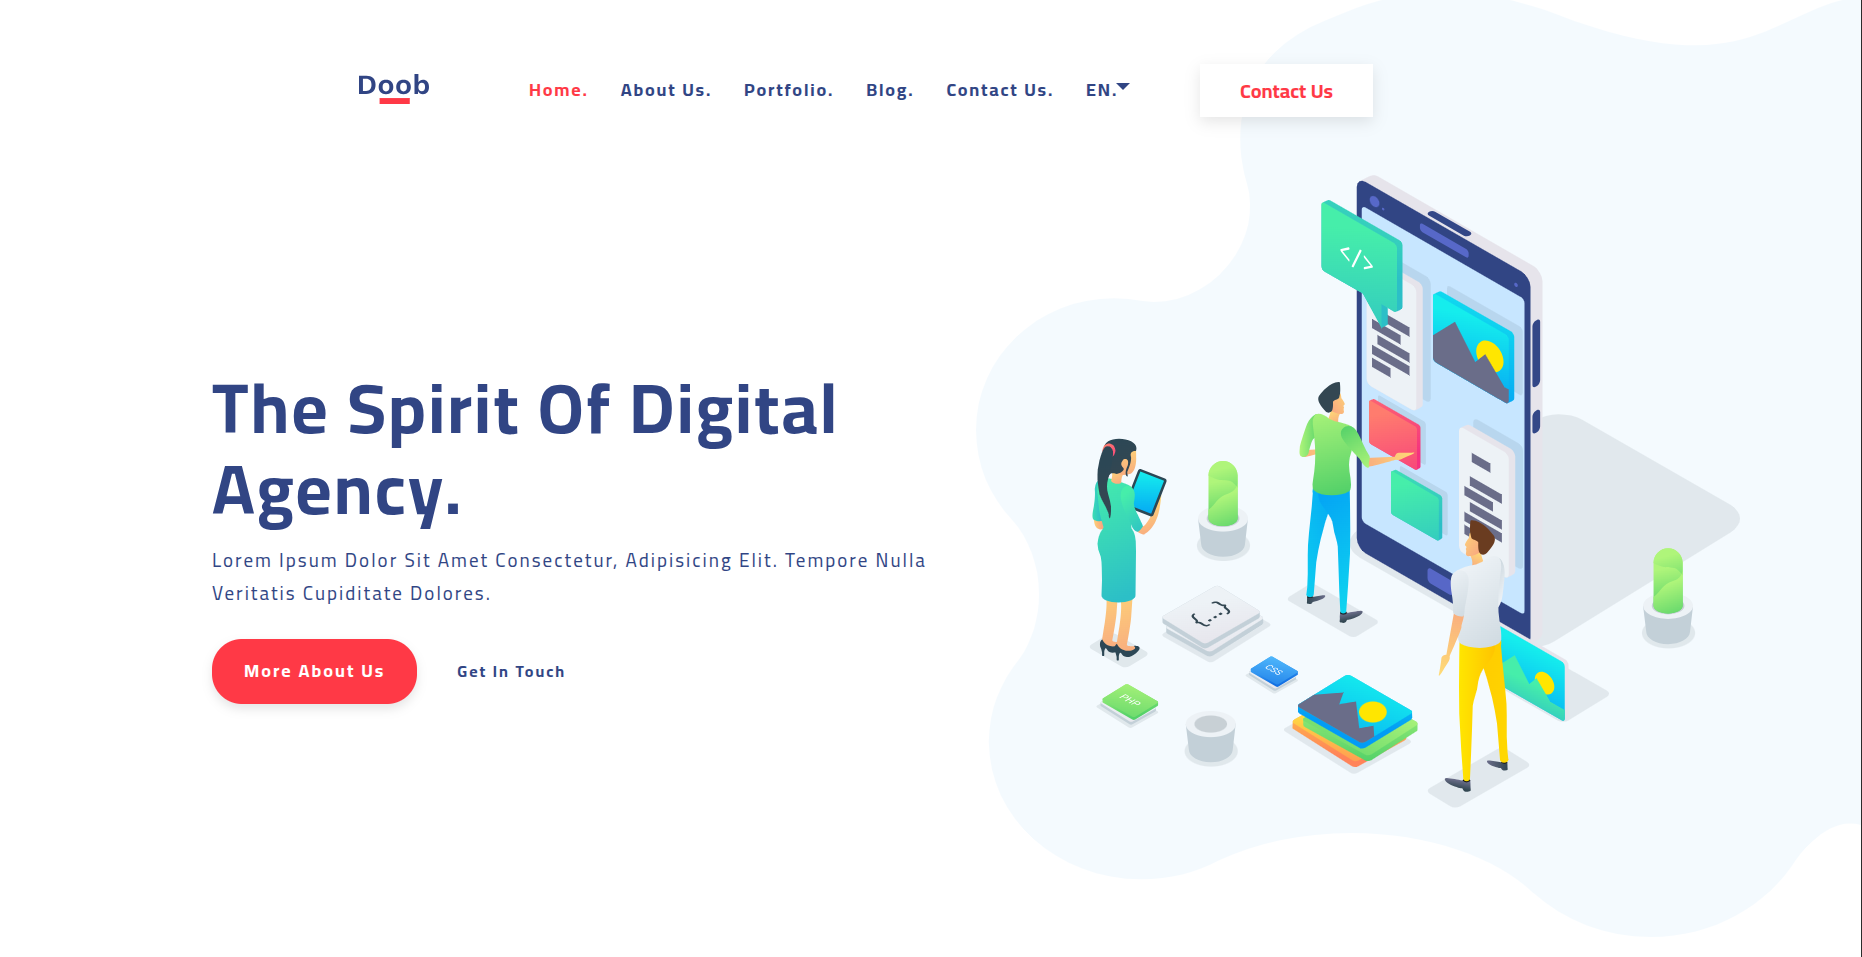 Doob
Home. About Us. Portfolio. Blog. Contact Us. EN.
Contact Us
</>
The Spirit Of Digital
Agency.
Lorem Ipsum Dolor Sit Amet Consectetur, Adipisicing Elit. Tempore Nulla
Veritatis Cupiditate Dolores.
More About Us
Get In Touch
{...}
CSS
PHP